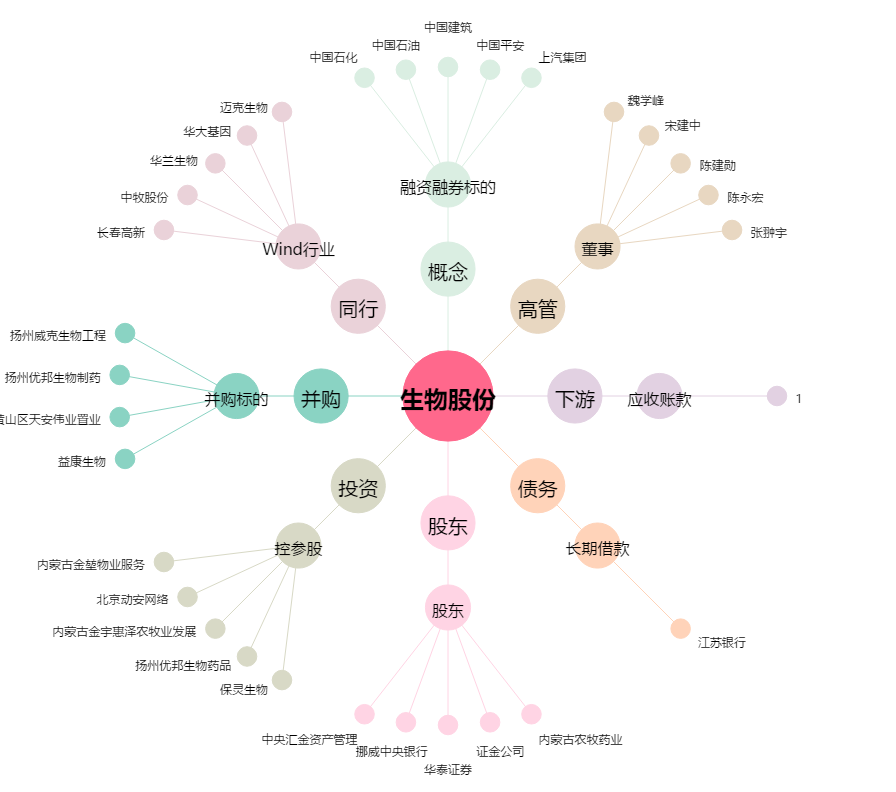 中国建筑
中国石油
中国平安
中国石化
上汽集团
迈克生物
魏学峰
华大基因
宋建中
华兰生物
陈建勋
融资融券标的
中牧股份
陈永宏
长春高新
张翀宇
Wind行业
董事
概念
同行
高管
扬州威克生物工程
扬州优邦生物制药
并购标的
并购
生物股份
下游
应收账款
1
黄山区天安伟业置业
益康生物
投资
债务
股东
控参股
长期借款
内蒙古金堃物业服务
北京动安网络
股东
内蒙古金宇惠泽农牧业发展
江苏银行
扬州优邦生物药品
保灵生物
中央汇金资产管理
内蒙古农牧药业
挪威中央银行
证金公司
华泰证券